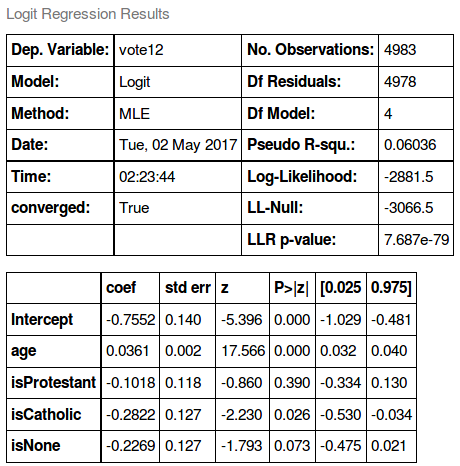 Logit Regression Results
Dep. Variable: vote12 No. Observations: 4983
Model: Logit Df Residuals: 4978
Method: MLE Df Model: 4
Date: Tue, 02 May 2017 Pseudo R-squ.: 0.06036
Time: 02:23:44 Log-Likelihood: -2881.5
converged: True LL-Null: -3066.5
LLR p-value: 7.687e-79
coef std err z P>|z| [0.025 0.975]
Intercept -0.7552 0.140 -5.396 0.000 -1.029 -0.481
age 0.0361 0.002 17.566 0.000 0.032 0.040
isProtestant -0.1018 0.118 -0.860 0.390 -0.334 0.130
isCatholic -0.2822 0.127 -2.230 0.026 -0.530 -0.034
isNone -0.2269 0.127 -1.793 0.073 -0.475 0.021